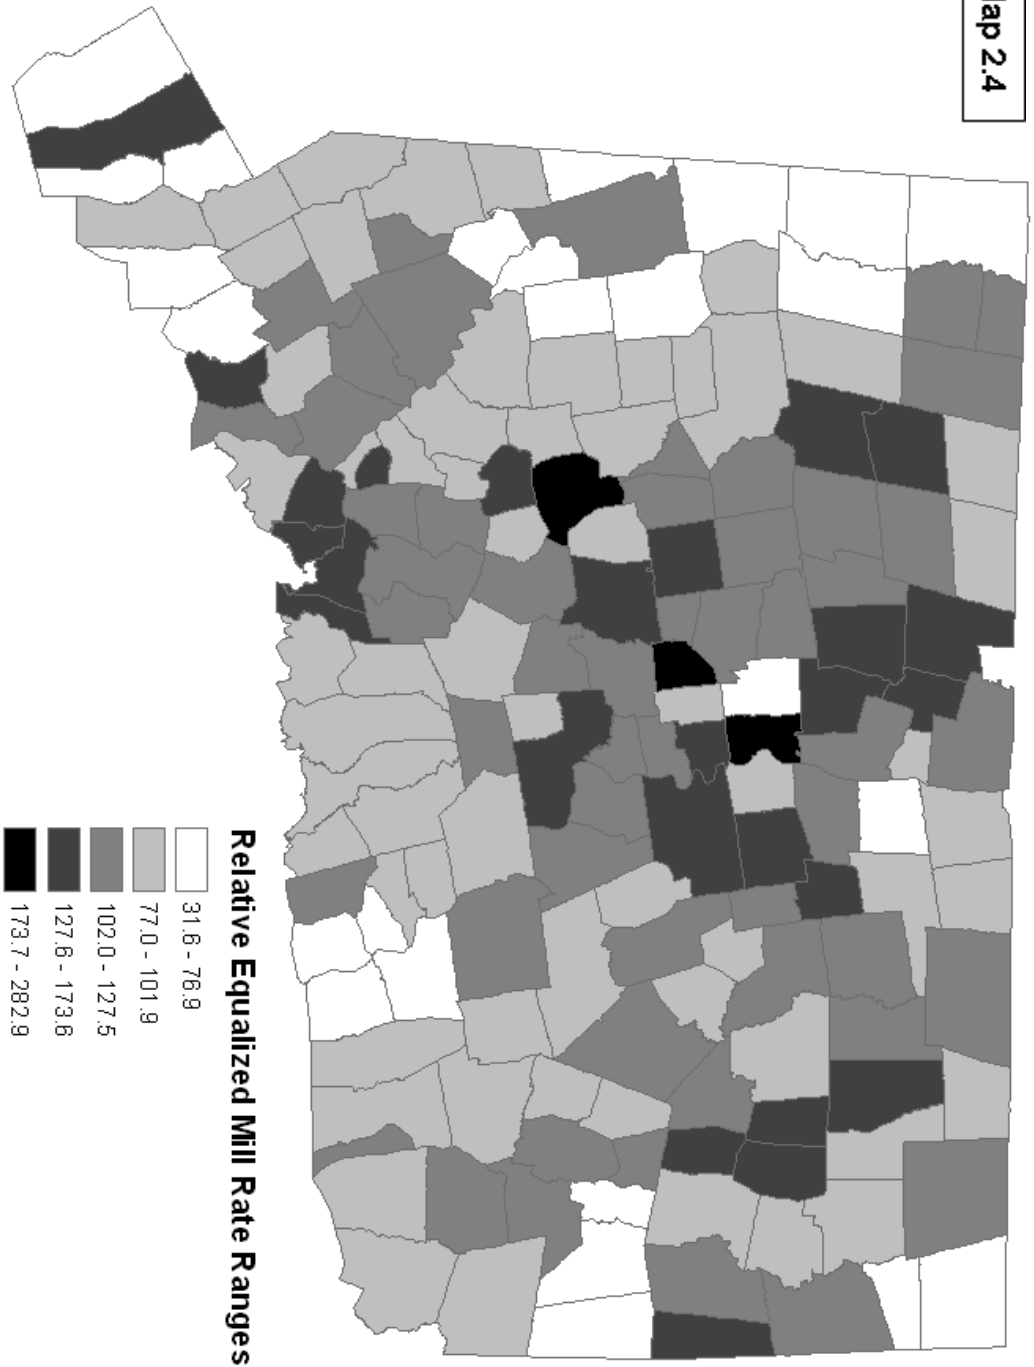 ap 2.4
Relative Equalized Mill Rate Ranges
31.6 - 76.9
77.0 - 101.9
102.0 - 127.5
127.6 - 173.6
173.7 - 282.9